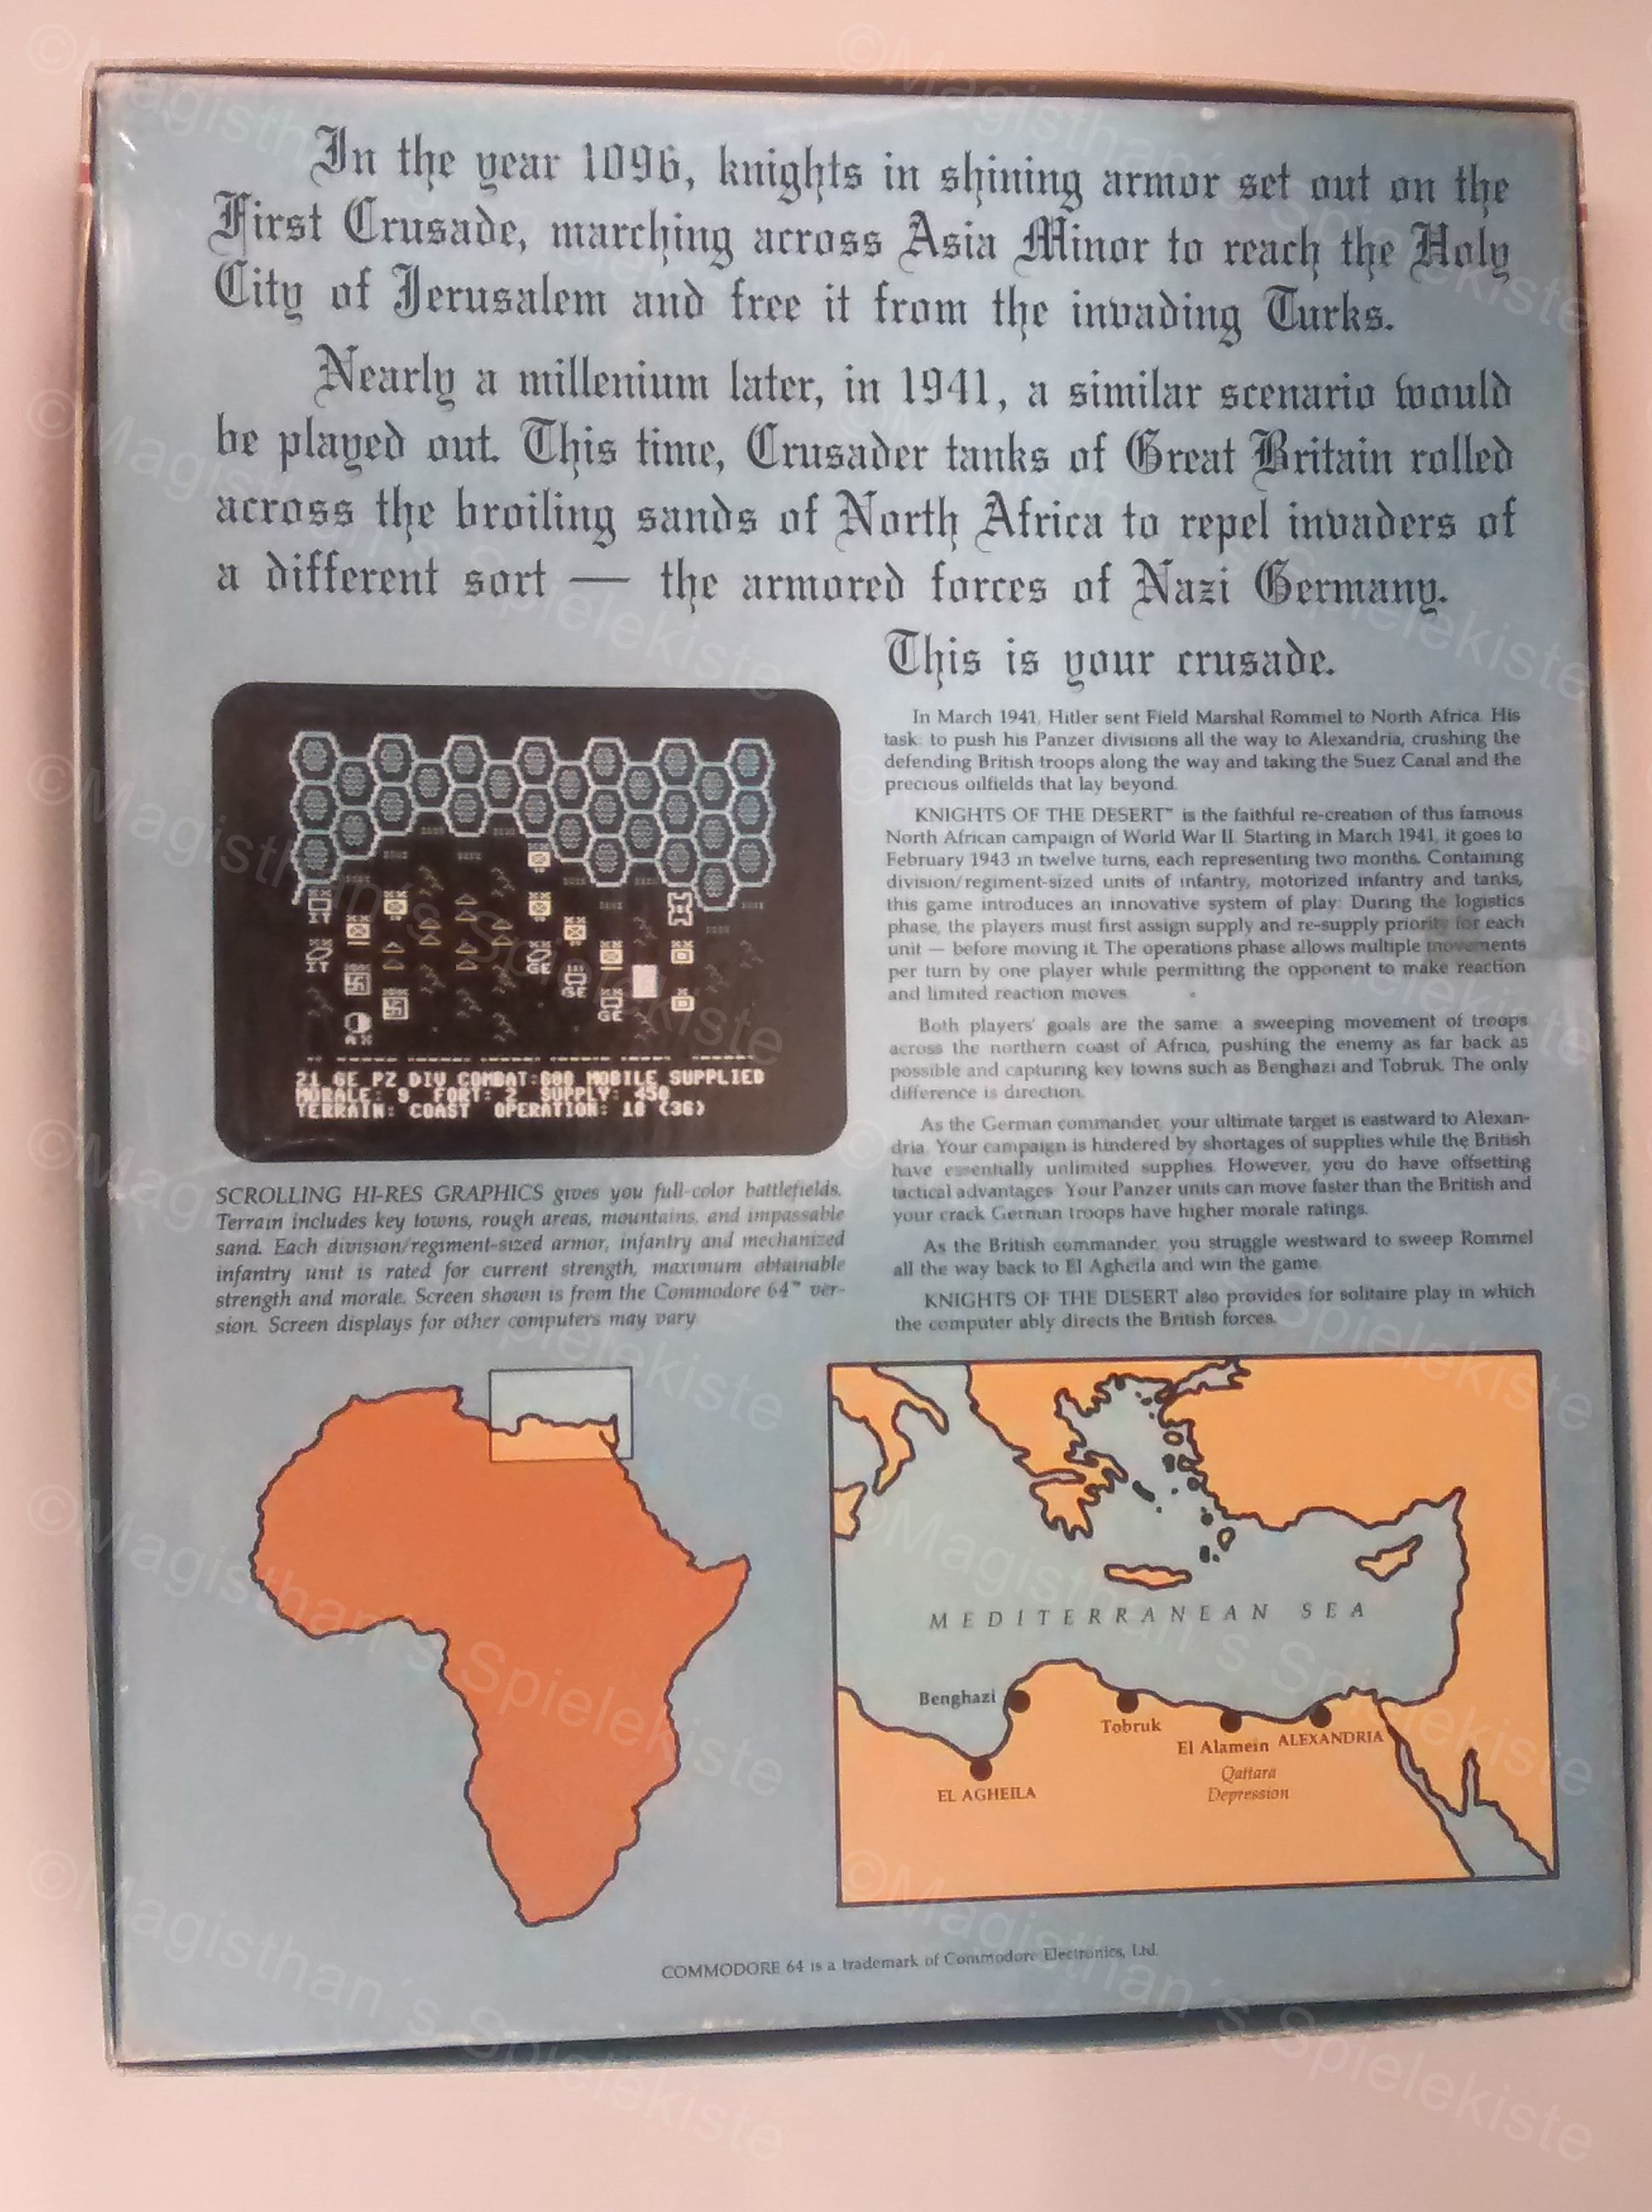 In the year 1096, knights in shining armor set out on the
First Crusade, marching across Asia Minor to reach the Holy
City of Jerusalem and free it from the invading Turks.
Nearly a millenium later, in 1941, a similar scenario would
be played out. This time, Crusader tanks of Great Britain rolled
across the broiling sands of North Africa to repel invaders of
a different sort — the armored forces of Nazi Germany.
This is your crusade.
In March 1941, Hitler sent Field Marshal Rommel to North Africa. His
task: to push his Panzer divisions all the way to Alexandria, crushing the
defending British troops along the way and taking the Suez Canal and the
precious oilfields that lay beyond.
KNIGHTS OF THE DESERT™ is the faithful re-creation of this famous
North African campaign of World War II. Starting in March 1941, it goes to
February 1943 in twelve turns, each representing two months. Containing
division/regiment-sized units of infantry, motorized infantry and tanks,
this game introduces an innovative system of play: During the logistics
phase, the players must first assign supply and re-supply priority for each
unit — before moving it. The operations phase allows multiple movements
per turn by one player while permitting the opponent to make reaction
and limited reaction moves.
Both players' goals are the same: a sweeping movement of troops
across the northern coast of Africa, pushing the enemy as far back as
possible and capturing key towns such as Benghazi and Tobruk. The only
difference is direction.
As the German commander, your ultimate target is eastward to Alexan-
dria. Your campaign is hindered by shortages of supplies while the British
have essentially unlimited supplies. However, you do have offsetting
tactical advantages: Your Panzer units can move faster than the British and
your crack German troops have higher morale ratings.
As the British commander, you struggle westward to sweep Rommel
all the way back to El Agheila and win the game.
KNIGHTS OF THE DESERT also provides for solitaire play in which
the computer ably directs the British forces.
IT
IT
GE
GE
GE
AX
21 GE PZ DIV COMBAT:600 MOBILE SUPPLIED
MORALE: 9 FORT: 2 SUPPLY: 450
TERRAIN: COAST OPERATION: 18 (36)
SCROLLING HI-RES GRAPHICS gives you full-color battlefields.
Terrain includes key towns, rough areas, mountains, and impassable
sand. Each division/regiment-sized armor, infantry and mechanized
infantry unit is rated for current strength, maximum obtainable
strength and morale. Screen shown is from the Commodore 64™ ver-
sion. Screen displays for other computers may vary.
MEDITERRANEAN SEA
Benghazi
Tobruk
El Alamein
ALEXANDRIA
Qattara
Depression
EL AGHEILA
COMMODORE 64 is a trademark of Commodore Electronics, Ltd.
©Magisthan´s Spielekiste